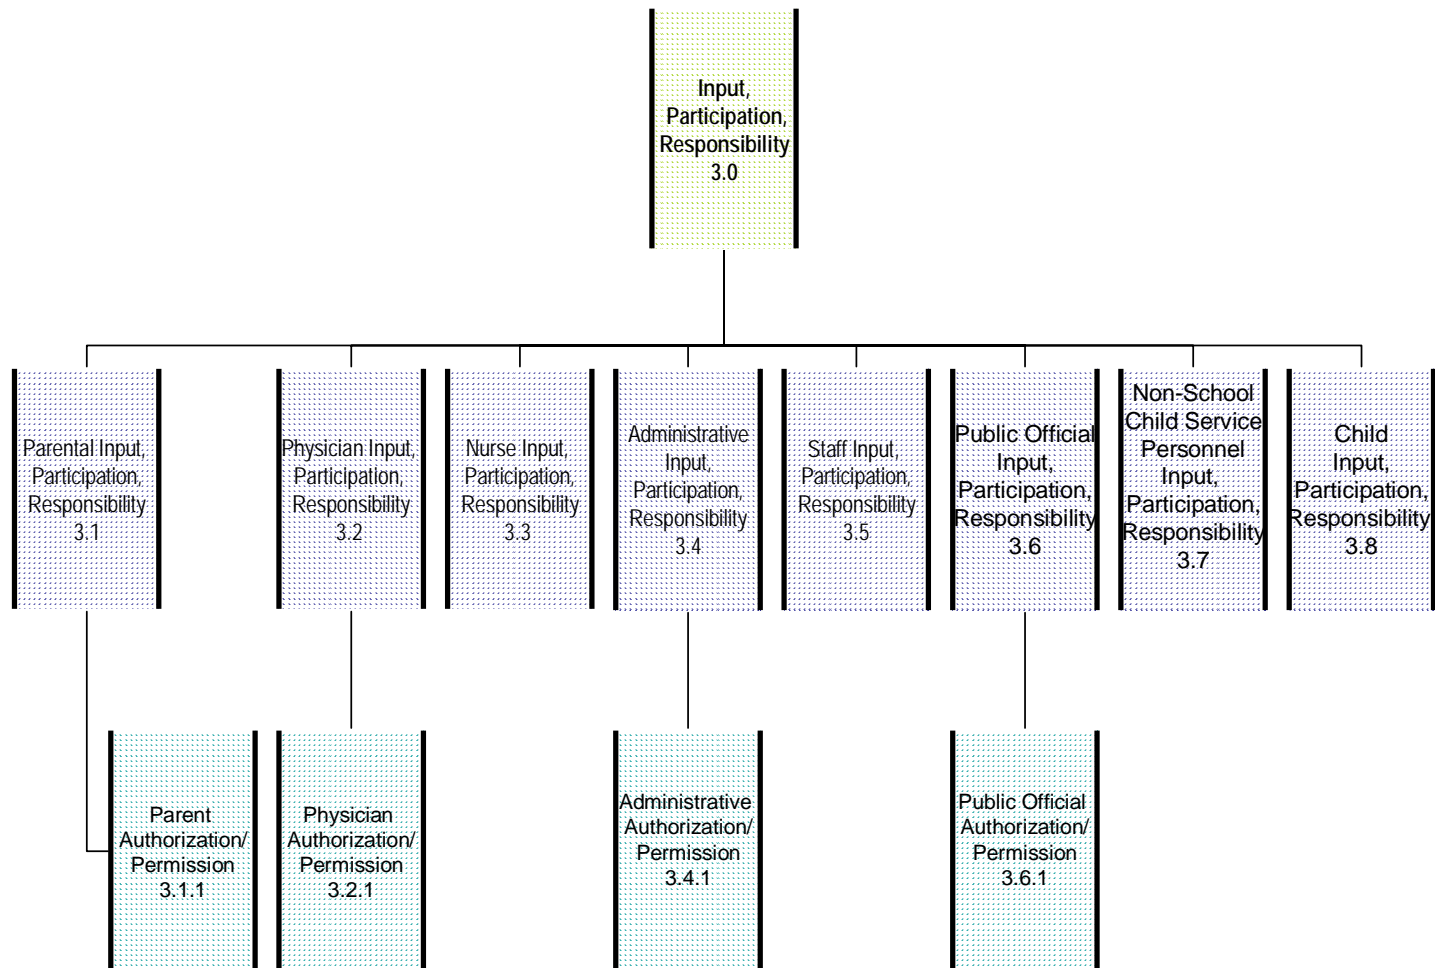 Input,
Participation,
Responsibility
3.0
Parental Input,
Participation,
Responsibility
3.1
Physician Input,
Participation,
Responsibility
3.2
Nurse Input,
Participation,
Responsibility
3.3
Administrative
Input,
Participation,
Responsibility
3.4
Staff Input,
Participation,
Responsibility
3.5
Public Official
Input,
Participation,
Responsibility
3.6
Non-School
Child Service
Personnel
Input,
Participation,
Responsibility
3.7
Child
Input,
Participation,
Responsibility
3.8
Parent
Authorization/
Permission
3.1.1
Physician
Authorization/
Permission
3.2.1
Administrative
Authorization/
Permission
3.4.1
Public Official
Authorization/
Permission
3.6.1